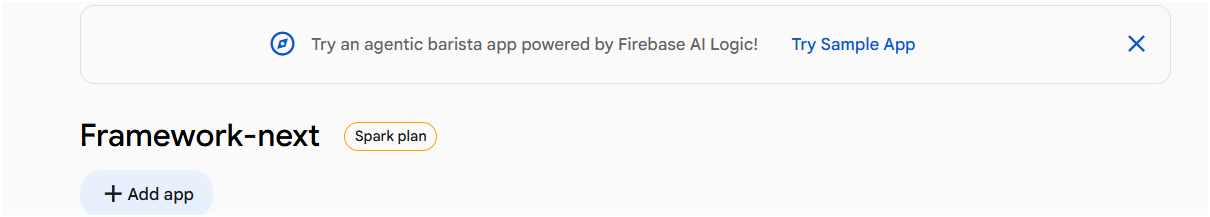 Try an agentic barista app powered by Firebase AI Logic! Try Sample App
Framework-next Spark plan
Add app